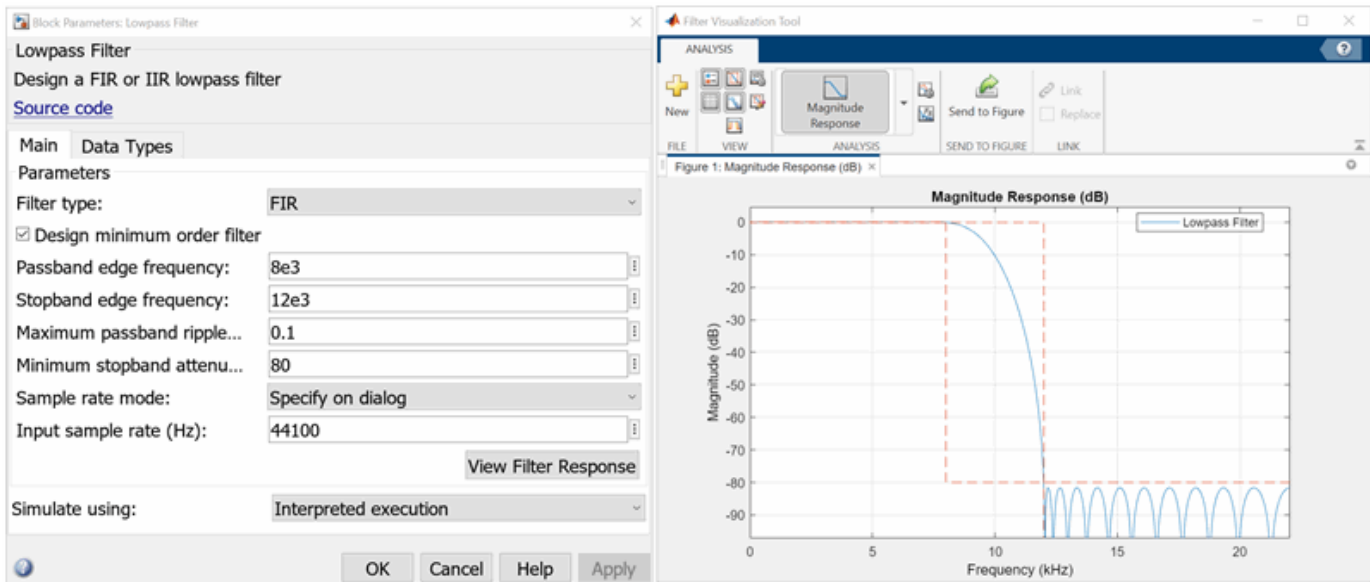 Block Parameters: Lowpass Filter
Lowpass Filter
Design a FIR or IIR lowpass filter
Source code
Main Data Types
Parameters
Filter type: FIR
Design minimum order filter
Passband edge frequency: 8e3
Stopband edge frequency: 12e3
Maximum passband ripple... 0.1
Minimum stopband attenu... 80
Sample rate mode: Specify on dialog
Input sample rate (Hz): 44100
View Filter Response
Simulate using: Interpreted execution
OK Cancel Help Apply
Filter Visualization Tool
ANALYSIS
New
Magnitude
Response
Send to Figure
Link
Replace
FILE VIEW ANALYSIS SEND TO FIGURE LINK
Figure 1: Magnitude Response (dB)
Magnitude Response (dB)
Lowpass Filter
0
-10
-20
-30
-40
-50
-60
-70
-80
-90
Magnitude (dB)
0 5 10 15 20
Frequency (kHz)